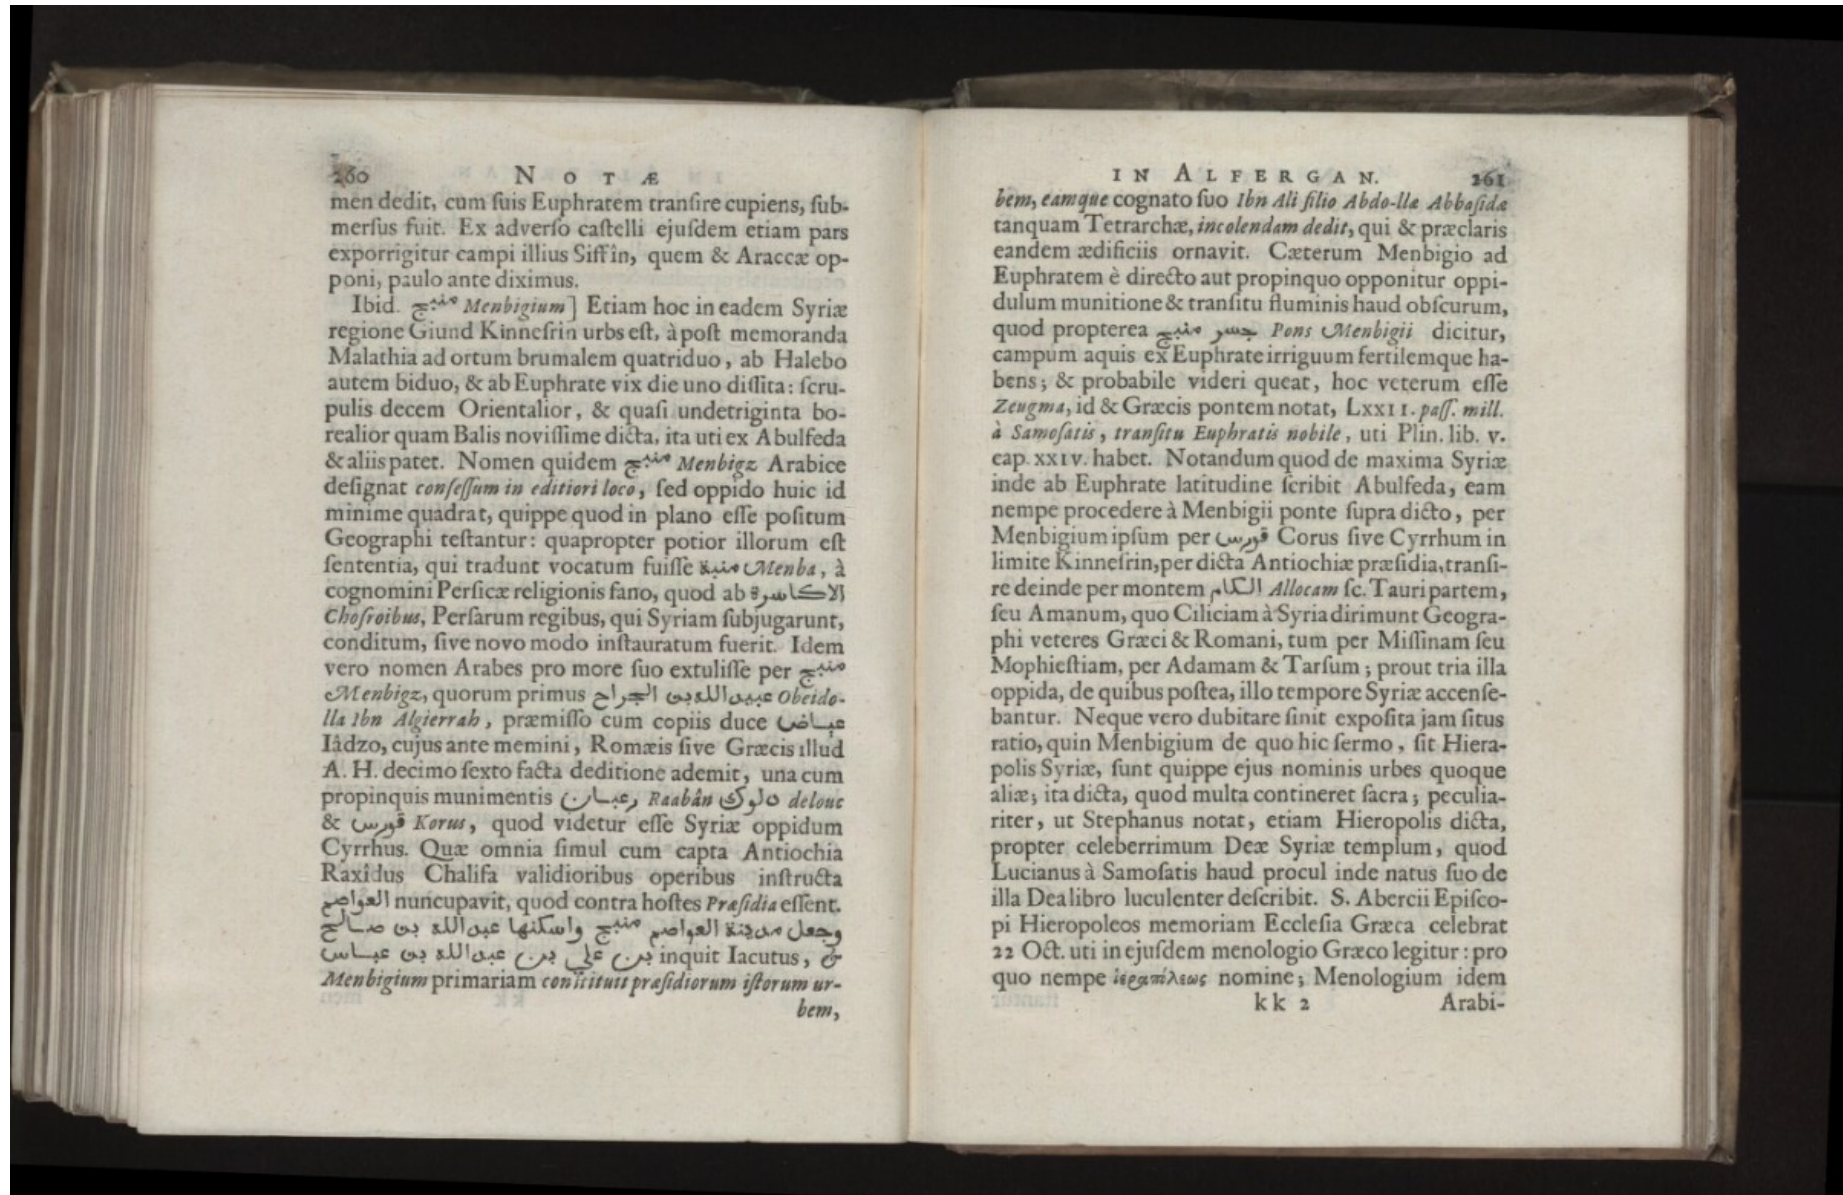 260 NOTÆ
men dedit, cum ſuis Euphratem tranſire cupiens, ſub-
merſus fuit. Ex adverſo caſtelli ejuſdem etiam pars
exporrigitur campi illius Siffîn, quem & Araccæ op-
poni, paulo ante diximus.
Ibid. منبج Menbigium] Etiam hoc in eadem Syriæ
regione Giund Kinneſrin urbs eſt, à poſt memoranda
Malathia ad ortum brumalem quatriduo, ab Halebo
autem biduo, & ab Euphrate vix die uno diſſita: ſcru-
pulis decem Orientalior, & quaſi undetriginta bo-
realior quam Balis noviſſime dicta, ita uti ex Abulfeda
& aliis patet. Nomen quidem منبج Menbigz Arabice
deſignat conſeſſum in editiori loco, ſed oppido huic id
minime quadrat, quippe quod in plano eſſe poſitum
Geographi teſtantur: quapropter potior illorum eſt
ſententia, qui tradunt vocatum fuiſſe منبة Menba, à
cognomini Perſicæ religionis fano, quod ab الاكاسرة
Choſroibus, Perſarum regibus, qui Syriam ſubjugarunt,
conditum, ſive novo modo inſtauratum fuerit. Idem
vero nomen Arabes pro more ſuo extuliſſe per منبج
Menbigz, quorum primus عبيد الله بن الجراح Obeido-
lla Ibn Algierrah, præmiſſo cum copiis duce عياض
Iâdzo, cujus ante memini, Romæis ſive Græcis illud
A. H. decimo ſexto facta deditione ademit, una cum
propinquis munimentis رعبان Raabân دلوك delouc
& قورس Korus, quod videtur eſſe Syriæ oppidum
Cyrrhus. Quæ omnia ſimul cum capta Antiochia
Raxidus Chalifa validioribus operibus inſtructa
العواصم nuncupavit, quod contra hoſtes Præſidia eſſent.
وجعل مدينة العواصم منبج واسكنها عبد الله بن صالح
بن علي بن عبد الله بن عباس inquit Iacutus, &
Menbigium primariam conſtituit præſidiorum iſtorum ur-
bem,
IN ALFERGAN. 261
bem, eamque cognato ſuo Ibn Ali filio Abdo-llæ Abbaſidæ
tanquam Tetrarchæ, incolendam dedit, qui & præclaris
eandem ædificiis ornavit. Cæterum Menbigio ad
Euphratem è directo aut propinquo opponitur oppi-
dulum munitione & tranſitu fluminis haud obſcurum,
quod propterea جسر منبج Pons Menbigii dicitur,
campum aquis ex Euphrate irriguum fertilemque ha-
bens; & probabile videri queat, hoc veterum eſſe
Zeugma, id & Græcis pontem notat, LXXII. paſſ. mill.
à Samoſatis, tranſitu Euphratis nobile, uti Plin. lib. v.
cap. XXIV. habet. Notandum quod de maxima Syriæ
inde ab Euphrate latitudine ſcribit Abulfeda, eam
nempe procedere à Menbigii ponte ſupra dicto, per
Menbigium ipſum per قورس Corus ſive Cyrrhum in
limite Kinneſrin, per dicta Antiochiæ præſidia, tranſi-
re deinde per montem اللكام Allocam ſc. Tauri partem,
ſeu Amanum, quo Ciliciam à Syria dirimunt Geogra-
phi veteres Græci & Romani, tum per Miſſinam ſeu
Mophieſtiam, per Adamam & Tarſum; prout tria illa
oppida, de quibus poſtea, illo tempore Syriæ accenſe-
bantur. Neque vero dubitare ſinit expoſita jam ſitus
ratio, quin Menbigium de quo hic ſermo, ſit Hiera-
polis Syriæ, ſunt quippe ejus nominis urbes quoque
aliæ; ita dicta, quod multa contineret ſacra; peculia-
riter, ut Stephanus notat, etiam Hieropolis dicta,
propter celeberrimum Deæ Syriæ templum, quod
Lucianus à Samoſatis haud procul inde natus ſuo de
illa Dea libro luculenter deſcribit. S. Abercii Epiſco-
pi Hieropoleos memoriam Eccleſia Græca celebrat
22 Oct. uti in ejuſdem menologio Græco legitur: pro
quo nempe ἱεραπόλεως nomine; Menologium idem
kk 2 Arabi-